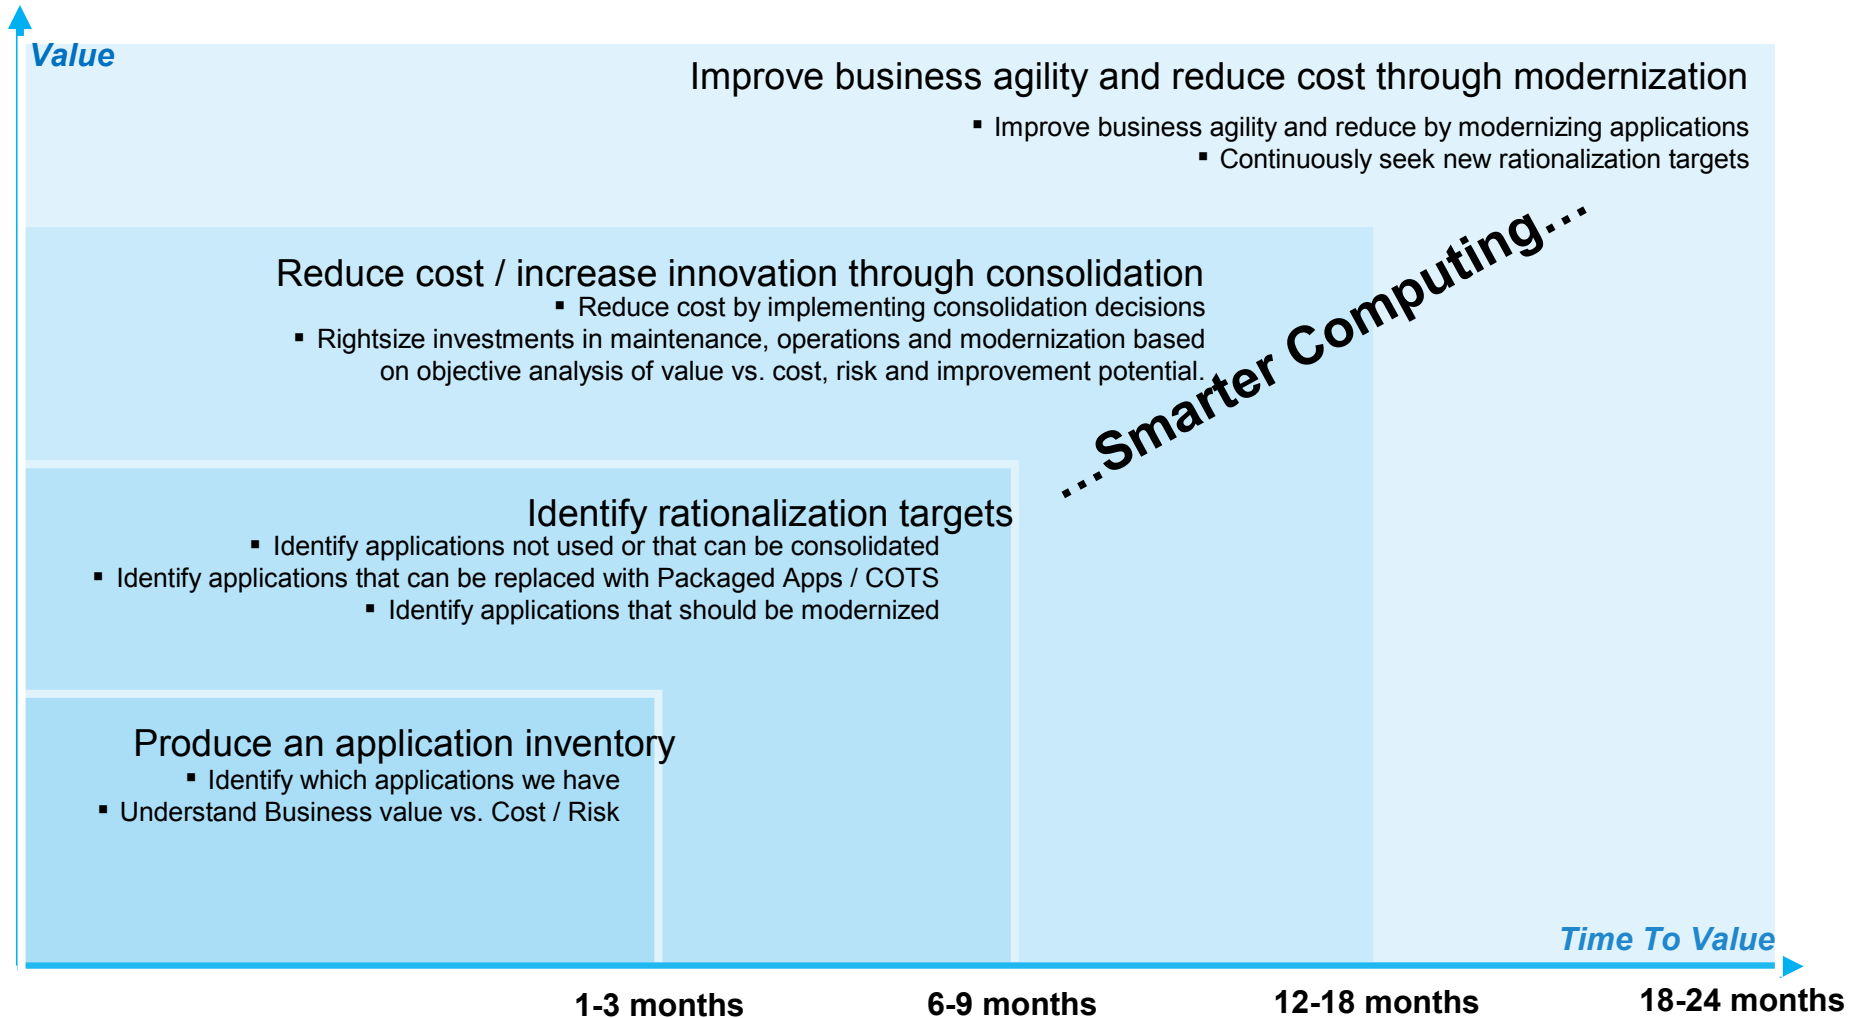 Value
Improve business agility and reduce cost through modernization
▪ Improve business agility and reduce by modernizing applications
▪ Continuously seek new rationalization targets
Reduce cost / increase innovation through consolidation
▪ Reduce cost by implementing consolidation decisions
▪ Rightsize investments in maintenance, operations and modernization based
on objective analysis of value vs. cost, risk and improvement potential.
…Smarter Computing…
Identify rationalization targets
▪ Identify applications not used or that can be consolidated
▪ Identify applications that can be replaced with Packaged Apps / COTS
▪ Identify applications that should be modernized
Produce an application inventory
▪ Identify which applications we have
▪ Understand Business value vs. Cost / Risk
Time To Value
1-3 months
6-9 months
12-18 months
18-24 months